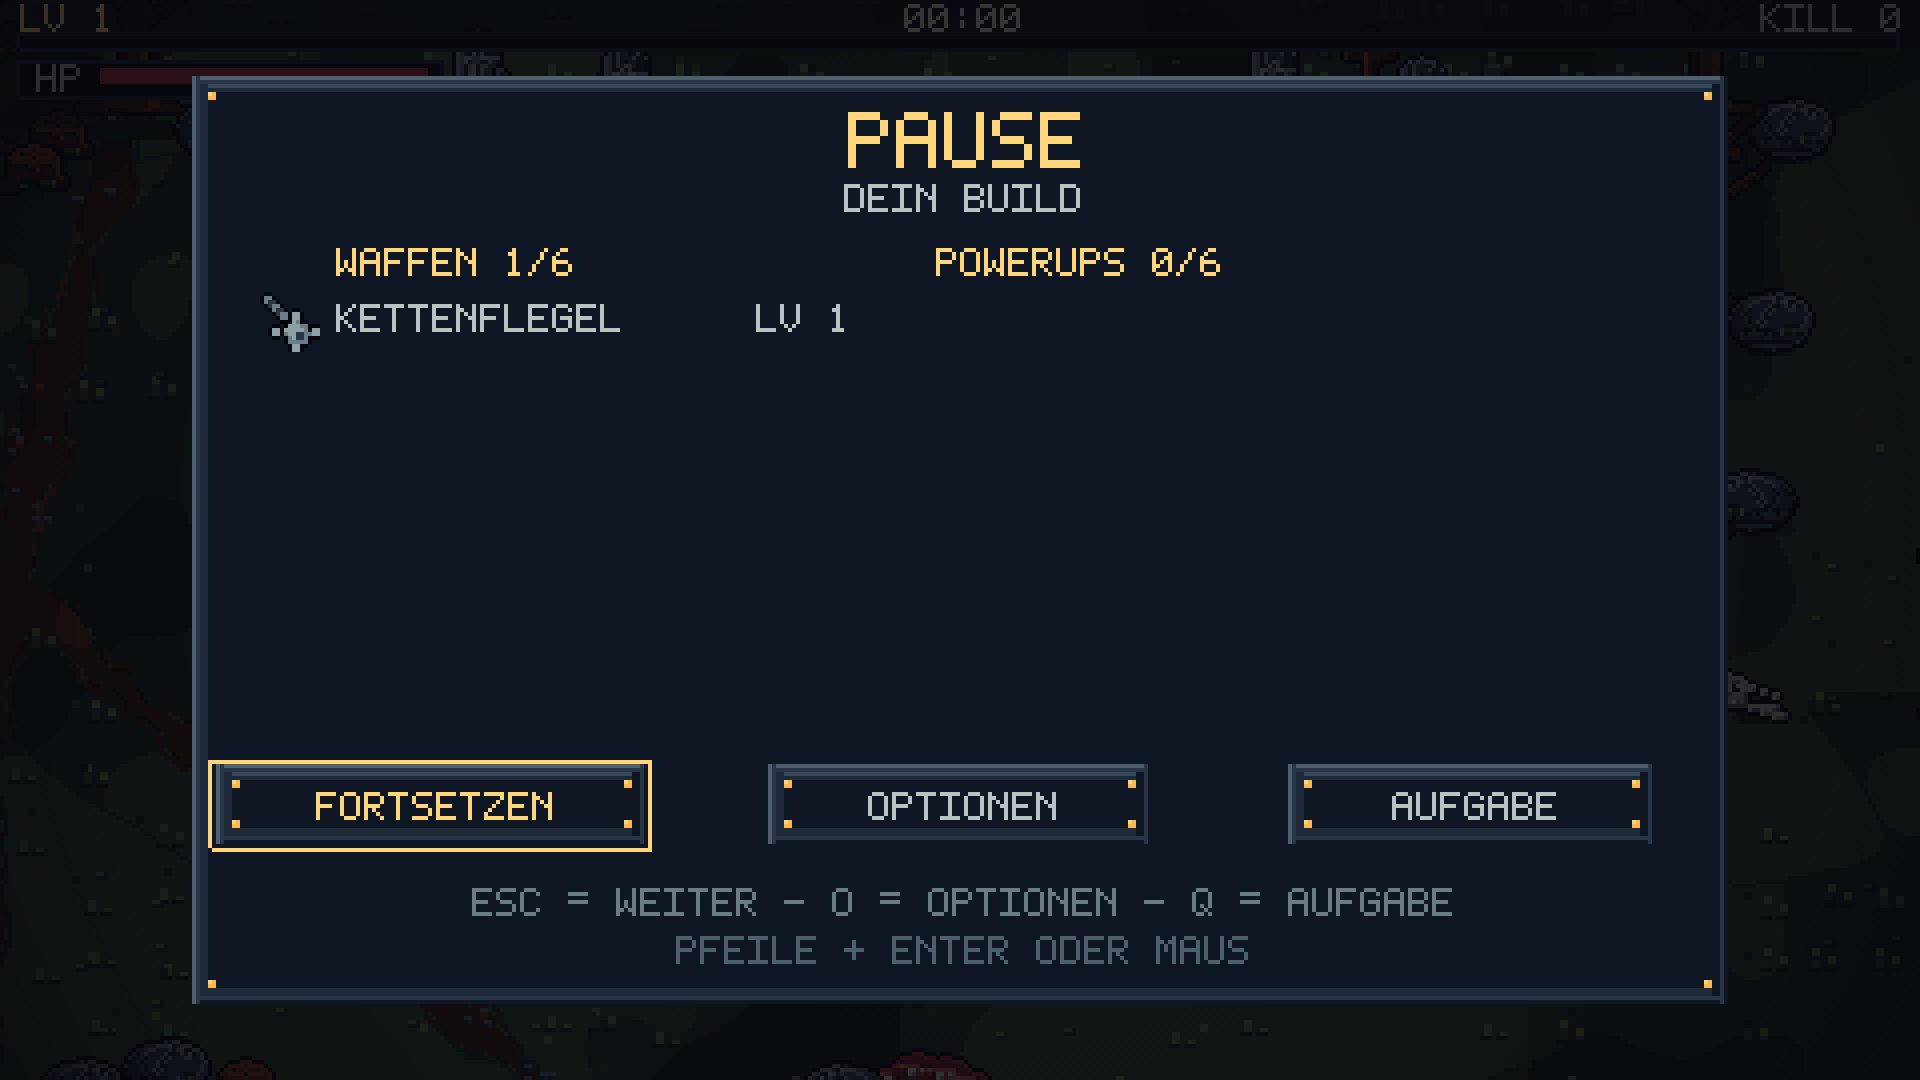 LV 1 00:00 KILL 0
HP
PAUSE
DEIN BUILD
WAFFEN 1/6 POWERUPS 0/6
KETTENFLEGEL LV 1
FORTSETZEN OPTIONEN AUFGABE
ESC = WEITER - O = OPTIONEN - Q = AUFGABE
PFEILE + ENTER ODER MAUS